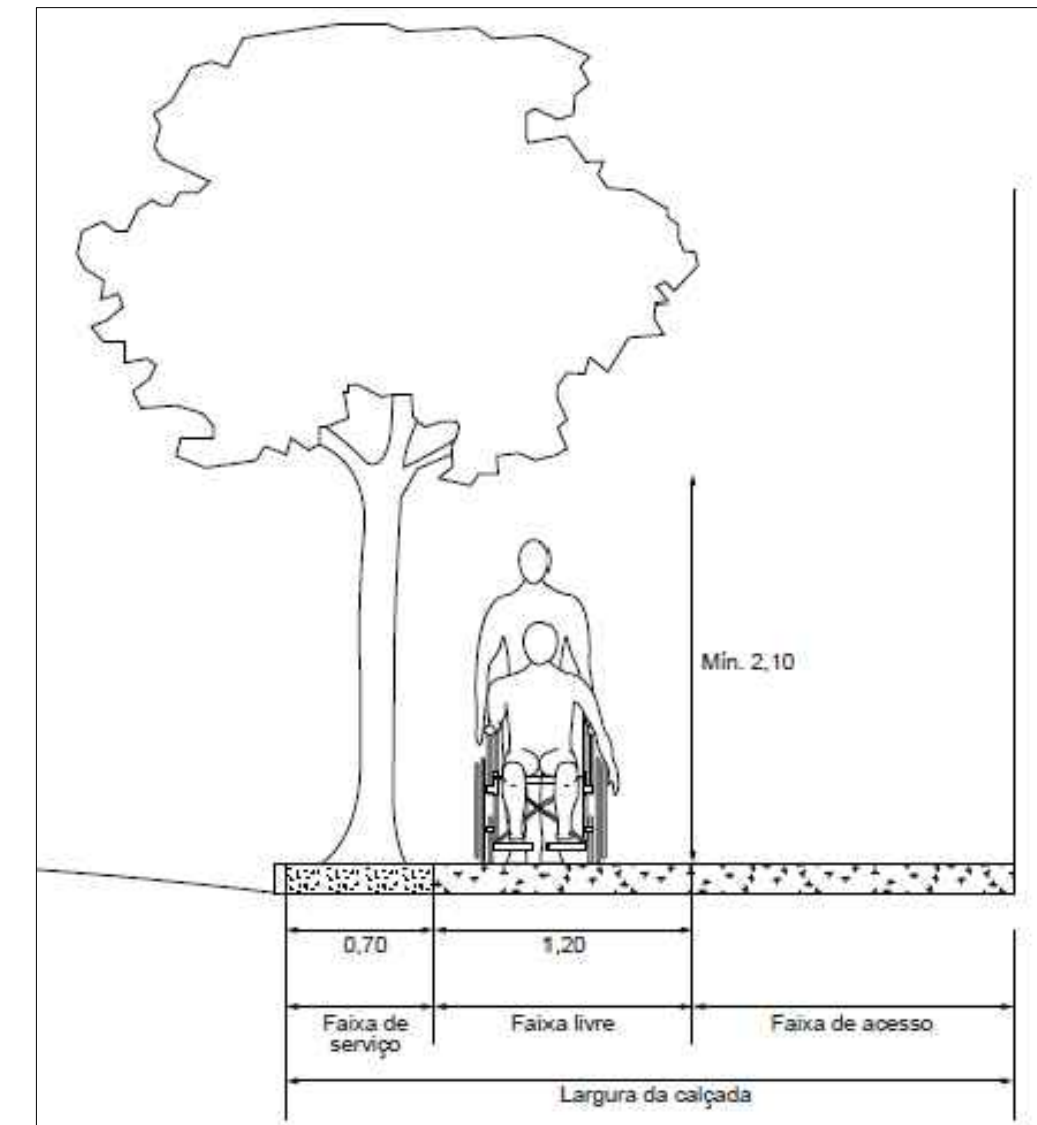 Mín. 2,10
0,70
1,20
Faixa de
serviço
Faixa livre
Faixa de acesso
Largura da calçada